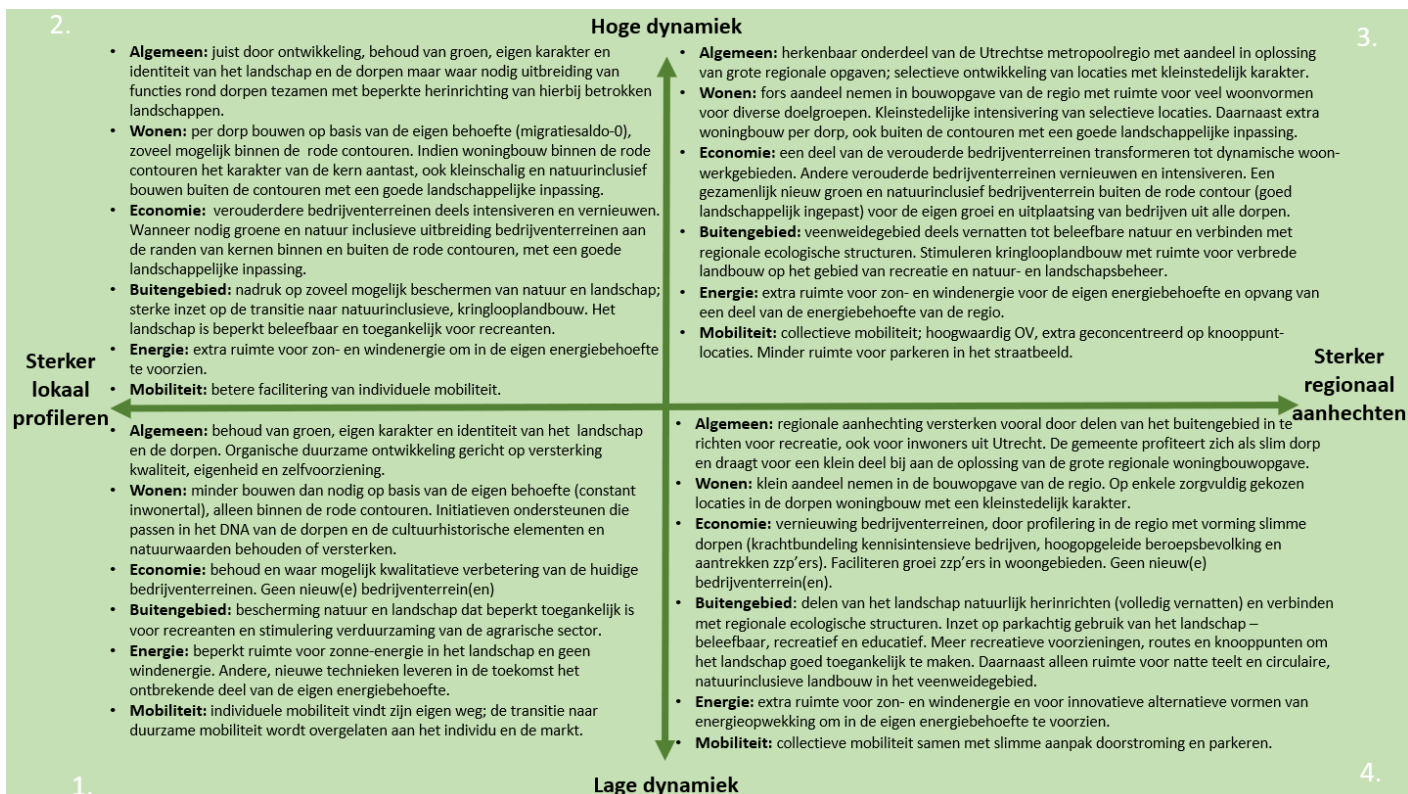 2.
Hoge dynamiek
3.
• Algemeen: juist door ontwikkeling, behoud van groen, eigen karakter en
identiteit van het landschap en de dorpen maar waar nodig uitbreiding van
functies rond dorpen tezamen met beperkte herinrichting van hierbij betrokken
landschappen.
• Wonen: per dorp bouwen op basis van de eigen behoefte (migratiesaldo-0),
zoveel mogelijk binnen de rode contouren. Indien woningbouw binnen de rode
contouren het karakter van de kern aantast, ook kleinschalig en natuurinclusief
bouwen buiten de contouren met een goede landschappelijke inpassing.
• Economie: verouderdere bedrijventerreinen deels intensiveren en vernieuwen.
Wanneer nodig groene en natuur inclusieve uitbreiding bedrijventerreinen aan
de randen van kernen binnen en buiten de rode contouren, met een goede
landschappelijke inpassing.
• Buitengebied: nadruk op zoveel mogelijk beschermen van natuur en landschap;
sterke inzet op de transitie naar natuurinclusieve, kringlooplandbouw. Het
landschap is beperkt beleefbaar en toegankelijk voor recreanten.
• Energie: extra ruimte voor zon- en windenergie om in de eigen energiebehoefte
te voorzien.
• Mobiliteit: betere facilitering van individuele mobiliteit.
• Algemeen: herkenbaar onderdeel van de Utrechtse metropoolregio met aandeel in oplossing
van grote regionale opgaven; selectieve ontwikkeling van locaties met kleinstedelijk karakter.
• Wonen: fors aandeel nemen in bouwopgave van de regio met ruimte voor veel woonvormen
voor diverse doelgroepen. Kleinstedelijke intensivering van selectieve locaties. Daarnaast extra
woningbouw per dorp, ook buiten de contouren met een goede landschappelijke inpassing.
• Economie: een deel van de verouderde bedrijventerreinen transformeren tot dynamische woon-
werkgebieden. Andere verouderde bedrijventerreinen vernieuwen en intensiveren. Een
gezamenlijk nieuw groen en natuurinclusief bedrijventerrein buiten de rode contour (goed
landschappelijk ingepast) voor de eigen groei en uitplaatsing van bedrijven uit alle dorpen.
• Buitengebied: veenweidegebied deels vernatten tot beleefbare natuur en verbinden met
regionale ecologische structuren. Stimuleren kringlooplandbouw met ruimte voor verbrede
landbouw op het gebied van recreatie en natuur- en landschapsbeheer.
• Energie: extra ruimte voor zon- en windenergie voor de eigen energiebehoefte en opvang van
een deel van de energiebehoefte van de regio.
• Mobiliteit: collectieve mobiliteit; hoogwaardig OV, extra geconcentreerd op knooppunt-
locaties. Minder ruimte voor parkeren in het straatbeeld.
Sterker
lokaal
profileren
Sterker
regionaal
aanhechten
• Algemeen: behoud van groen, eigen karakter en identiteit van het landschap
en de dorpen. Organische duurzame ontwikkeling gericht op versterking
kwaliteit, eigenheid en zelfvoorziening.
• Wonen: minder bouwen dan nodig op basis van de eigen behoefte (constant
inwonertal), alleen binnen de rode contouren. Initiatieven ondersteunen die
passen in het DNA van de dorpen en de cultuurhistorische elementen en
natuurwaarden behouden of versterken.
• Economie: behoud en waar mogelijk kwalitatieve verbetering van de huidige
bedrijventerreinen. Geen nieuw(e) bedrijventerrein(en)
• Buitengebied: bescherming natuur en landschap dat beperkt toegankelijk is
voor recreanten en stimulering verduurzaming van de agrarische sector.
• Energie: beperkt ruimte voor zonne-energie in het landschap en geen
windenergie. Andere, nieuwe technieken leveren in de toekomst het
ontbrekende deel van de eigen energiebehoefte.
• Mobiliteit: individuele mobiliteit vindt zijn eigen weg; de transitie naar
duurzame mobiliteit wordt overgelaten aan het individu en de markt.
• Algemeen: regionale aanhechting versterken vooral door delen van het buitengebied in te
richten voor recreatie, ook voor inwoners uit Utrecht. De gemeente profiteert zich als slim dorp
en draagt voor een klein deel bij aan de oplossing van de grote regionale woningbouwopgave.
• Wonen: klein aandeel nemen in de bouwopgave van de regio. Op enkele zorgvuldig gekozen
locaties in de dorpen woningbouw met een kleinstedelijk karakter.
• Economie: vernieuwing bedrijventerreinen, door profilering in de regio met vorming slimme
dorpen (krachtbundeling kennisintensieve bedrijven, hoogopgeleide beroepsbevolking en
aantrekken zzp'ers). Faciliteren groei zzp'ers in woongebieden. Geen nieuw(e)
bedrijventerrein(en).
• Buitengebied: delen van het landschap natuurlijk herinrichten (volledig vernatten) en verbinden
met regionale ecologische structuren. Inzet op parkachtig gebruik van het landschap –
beleefbaar, recreatief en educatief. Meer recreatieve voorzieningen, routes en knooppunten om
het landschap goed toegankelijk te maken. Daarnaast alleen ruimte voor natte teelt en circulaire,
natuurinclusieve landbouw in het veenweidegebied.
• Energie: extra ruimte voor zon- en windenergie en voor innovatieve alternatieve vormen van
energieopwekking om in de eigen energiebehoefte te voorzien.
• Mobiliteit: collectieve mobiliteit samen met slimme aanpak doorstroming en parkeren.
1.
Lage dynamiek
4.